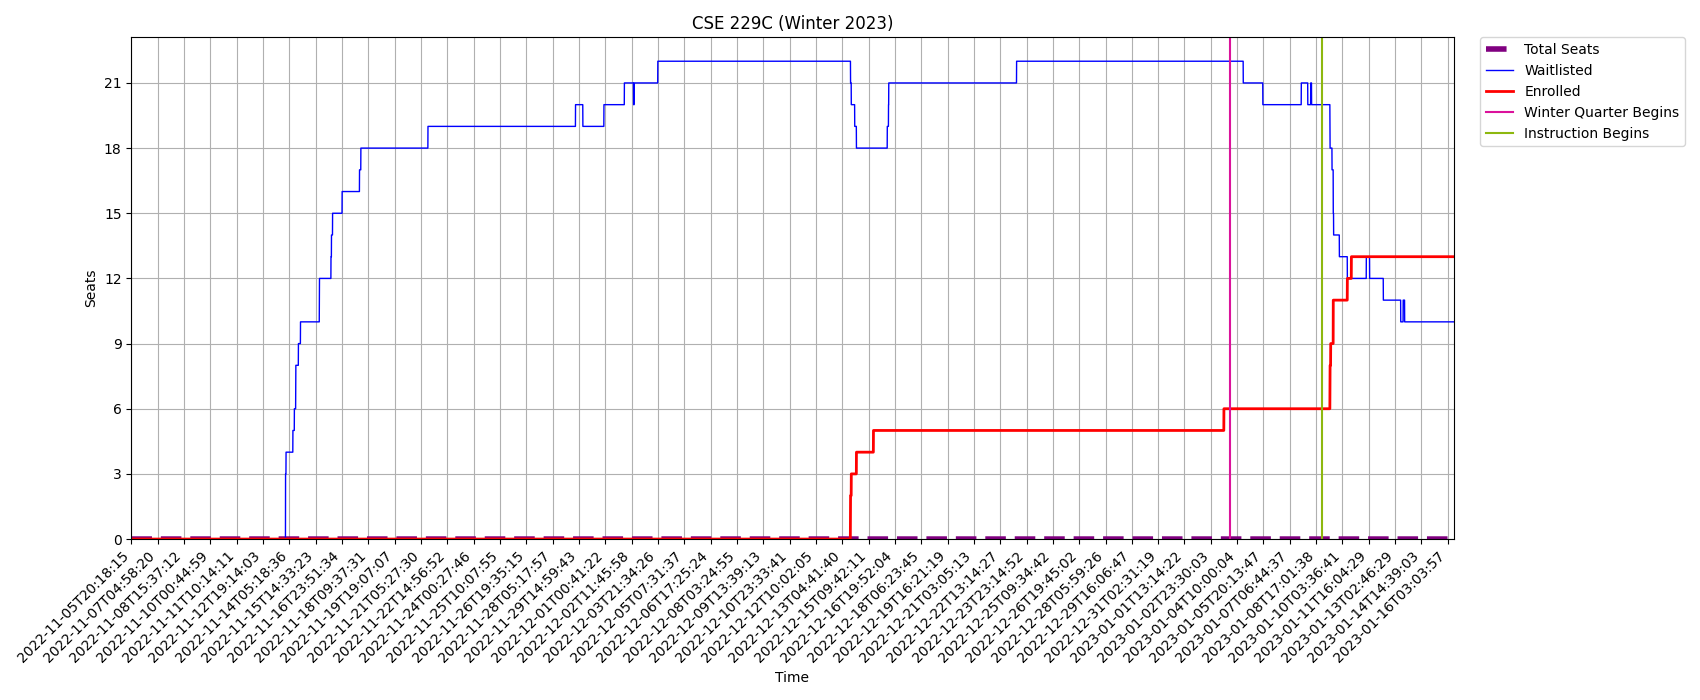 CSE 229C (Winter 2023)
Total Seats
Waitlisted
Enrolled
Winter Quarter Begins
Instruction Begins
Seats
21
18
15
12
9
6
3
0
2022-11-05T20:18:15
2022-11-07T04:58:20
2022-11-08T15:37:12
2022-11-10T00:44:59
2022-11-11T10:14:11
2022-11-12T19:14:03
2022-11-14T05:18:36
2022-11-15T14:33:23
2022-11-16T23:51:34
2022-11-18T09:37:31
2022-11-19T19:07:07
2022-11-21T05:27:30
2022-11-22T14:56:52
2022-11-24T00:27:46
2022-11-25T10:07:55
2022-11-26T19:35:15
2022-11-28T05:17:57
2022-11-29T14:59:43
2022-12-01T00:41:22
2022-12-02T11:45:58
2022-12-03T21:34:26
2022-12-05T07:31:37
2022-12-06T17:25:24
2022-12-08T03:24:55
2022-12-09T13:39:13
2022-12-10T23:33:41
2022-12-12T10:02:05
2022-12-13T04:41:40
2022-12-15T09:42:11
2022-12-16T19:52:04
2022-12-18T06:23:45
2022-12-19T16:21:19
2022-12-21T03:05:13
2022-12-22T13:14:27
2022-12-23T23:14:52
2022-12-25T09:34:42
2022-12-26T19:45:02
2022-12-28T05:59:26
2022-12-29T16:06:47
2022-12-31T02:31:19
2023-01-01T13:14:22
2023-01-02T23:30:03
2023-01-04T10:00:04
2023-01-05T20:13:47
2023-01-07T06:44:37
2023-01-08T17:01:38
2023-01-10T03:36:41
2023-01-11T16:04:29
2023-01-13T02:46:29
2023-01-14T14:39:03
2023-01-16T03:03:57
Time